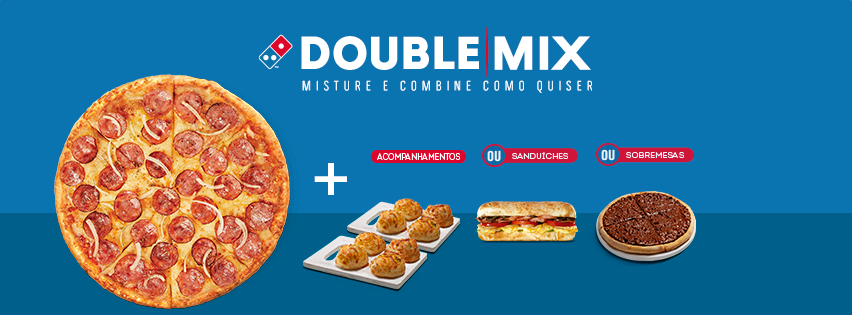 DOUBLE MIX
MISTURE E COMBINE COMO QUISER
ACOMPANHAMENTOS
OU SANDUÍCHES
OU SOBREMESAS